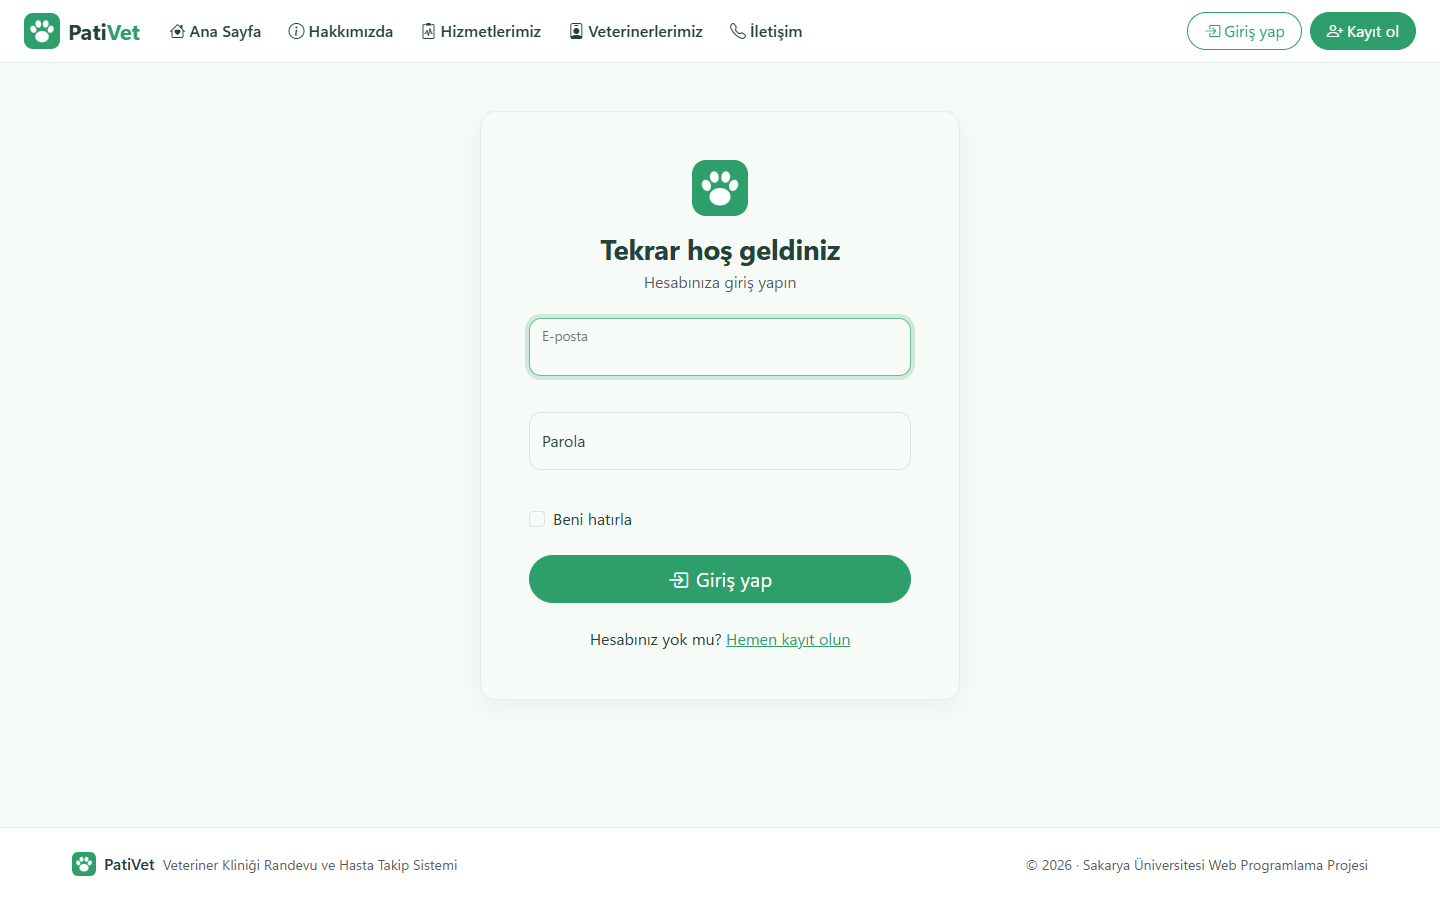 PatiVet Ana Sayfa Hakkımızda Hizmetlerimiz Veterinerlerimiz İletişim Giriş yap Kayıt ol
Tekrar hoş geldiniz
Hesabınıza giriş yapın
E-posta
Parola
Beni hatırla
Giriş yap
Hesabınız yok mu? Hemen kayıt olun
PatiVet Veteriner Kliniği Randevu ve Hasta Takip Sistemi © 2026 · Sakarya Üniversitesi Web Programlama Projesi